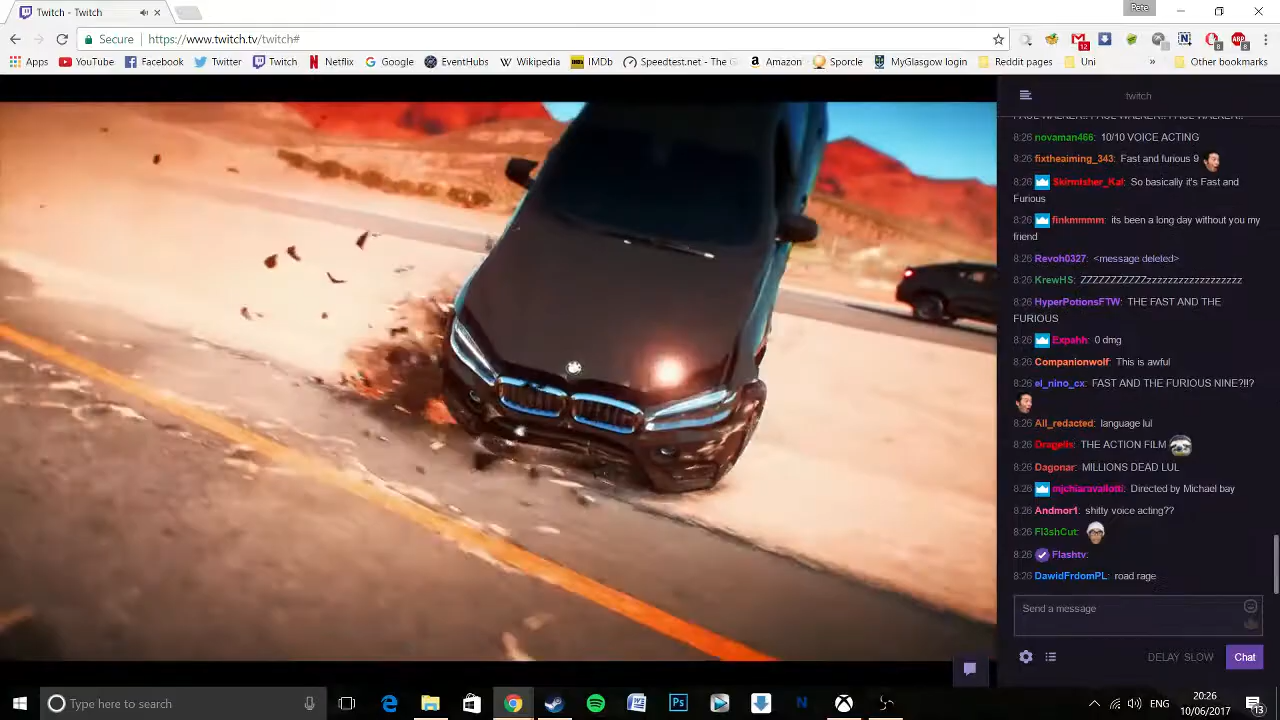 Twitch - Twitch
Pete
Secure
https://www.twitch.tv/twitch#
12
8
8
Apps YouTube Facebook Twitter Twitch Netflix Google EventHubs Wikipedia IMDb Speedtest.net - The G Amazon Sporcle MyGlasgow login Reddit pages Uni » Other bookmarks
twitch
8:26 novaman466: 10/10 VOICE ACTING
8:26 fixtheaiming_343: Fast and furious 9
8:26 Skirmisher_Kal: So basically it's Fast and
Furious
8:26 finkmmmm: its been a long day without you my
friend
8:26 Revoh0327: <message deleted>
8:26 KrewHS: ZZZZZZZZZZZzzzzzzzzzzzzzzzzzz
8:26 HyperPotionsFTW: THE FAST AND THE
FURIOUS
8:26 Expahh: 0 dmg
8:26 Companionwolf: This is awful
8:26 el_nino_cx: FAST AND THE FURIOUS NINE?!!?
8:26 All_redacted: language lul
8:26 Dragelis: THE ACTION FILM
8:26 Dagonar: MILLIONS DEAD LUL
8:26 mjchiaravallotti: Directed by Michael bay
8:26 Andmor1: shitty voice acting??
8:26 Fl3shCut:
8:26 Flashtv:
8:26 DawidFrdomPL: road rage
Send a message
DELAY SLOW
Chat
Type here to search
20:26
10/06/2017
13